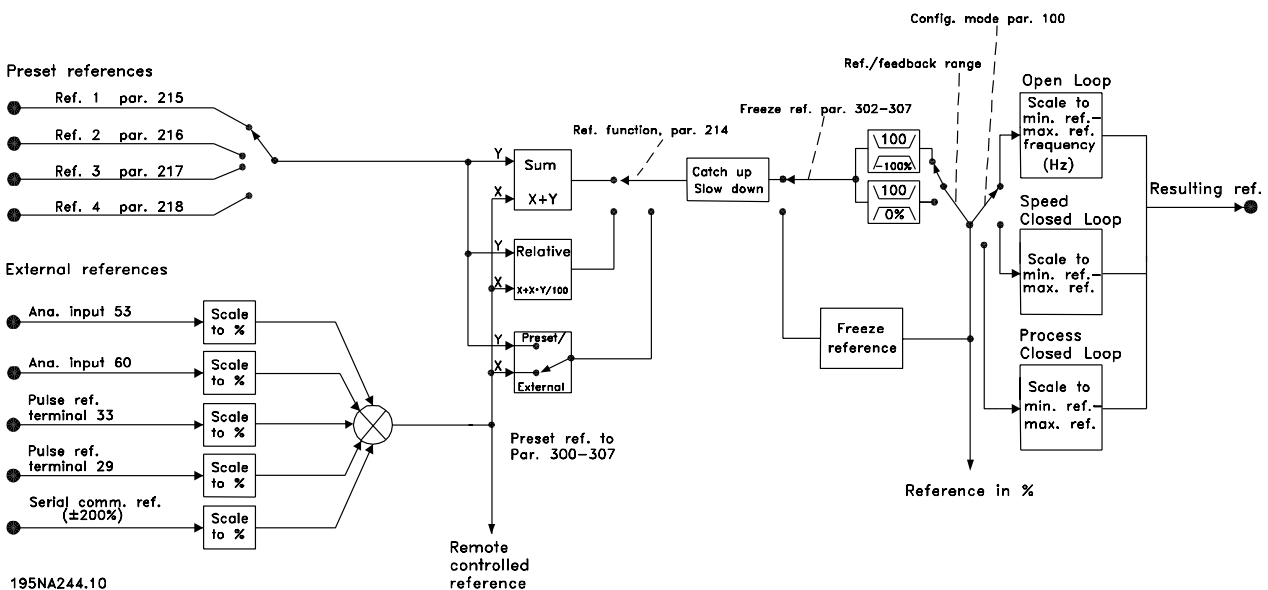 Config. mode par. 100
Ref./feedback range
Preset references
Ref. 1 par. 215
Ref. 2 par. 216
Ref. 3 par. 217
Ref. 4 par. 218
External references
Ana. input 53
Ana. input 60
Pulse ref.
terminal 33
Pulse ref.
terminal 29
Serial comm. ref.
(±200%)
Scale
to %
Scale
to %
Scale
to %
Scale
to %
Scale
to %
Y
Sum
X
X+Y
Y
Relative
X
X+X*Y/100
Y
Preset/
X
External
Preset ref. to
Par. 300-307
Remote
controlled
reference
Ref. function, par. 214
Catch up
Slow down
Freeze ref. par. 302-307
100
-100%
100
0%
X
Freeze
reference
Reference in %
Open Loop
Scale to
min. ref.-
max. ref.
frequency
(Hz)
Speed
Closed Loop
Scale to
min. ref.-
max. ref.
Process
Closed Loop
Scale to
min. ref.-
max. ref.
Resulting ref.
195NA244.10